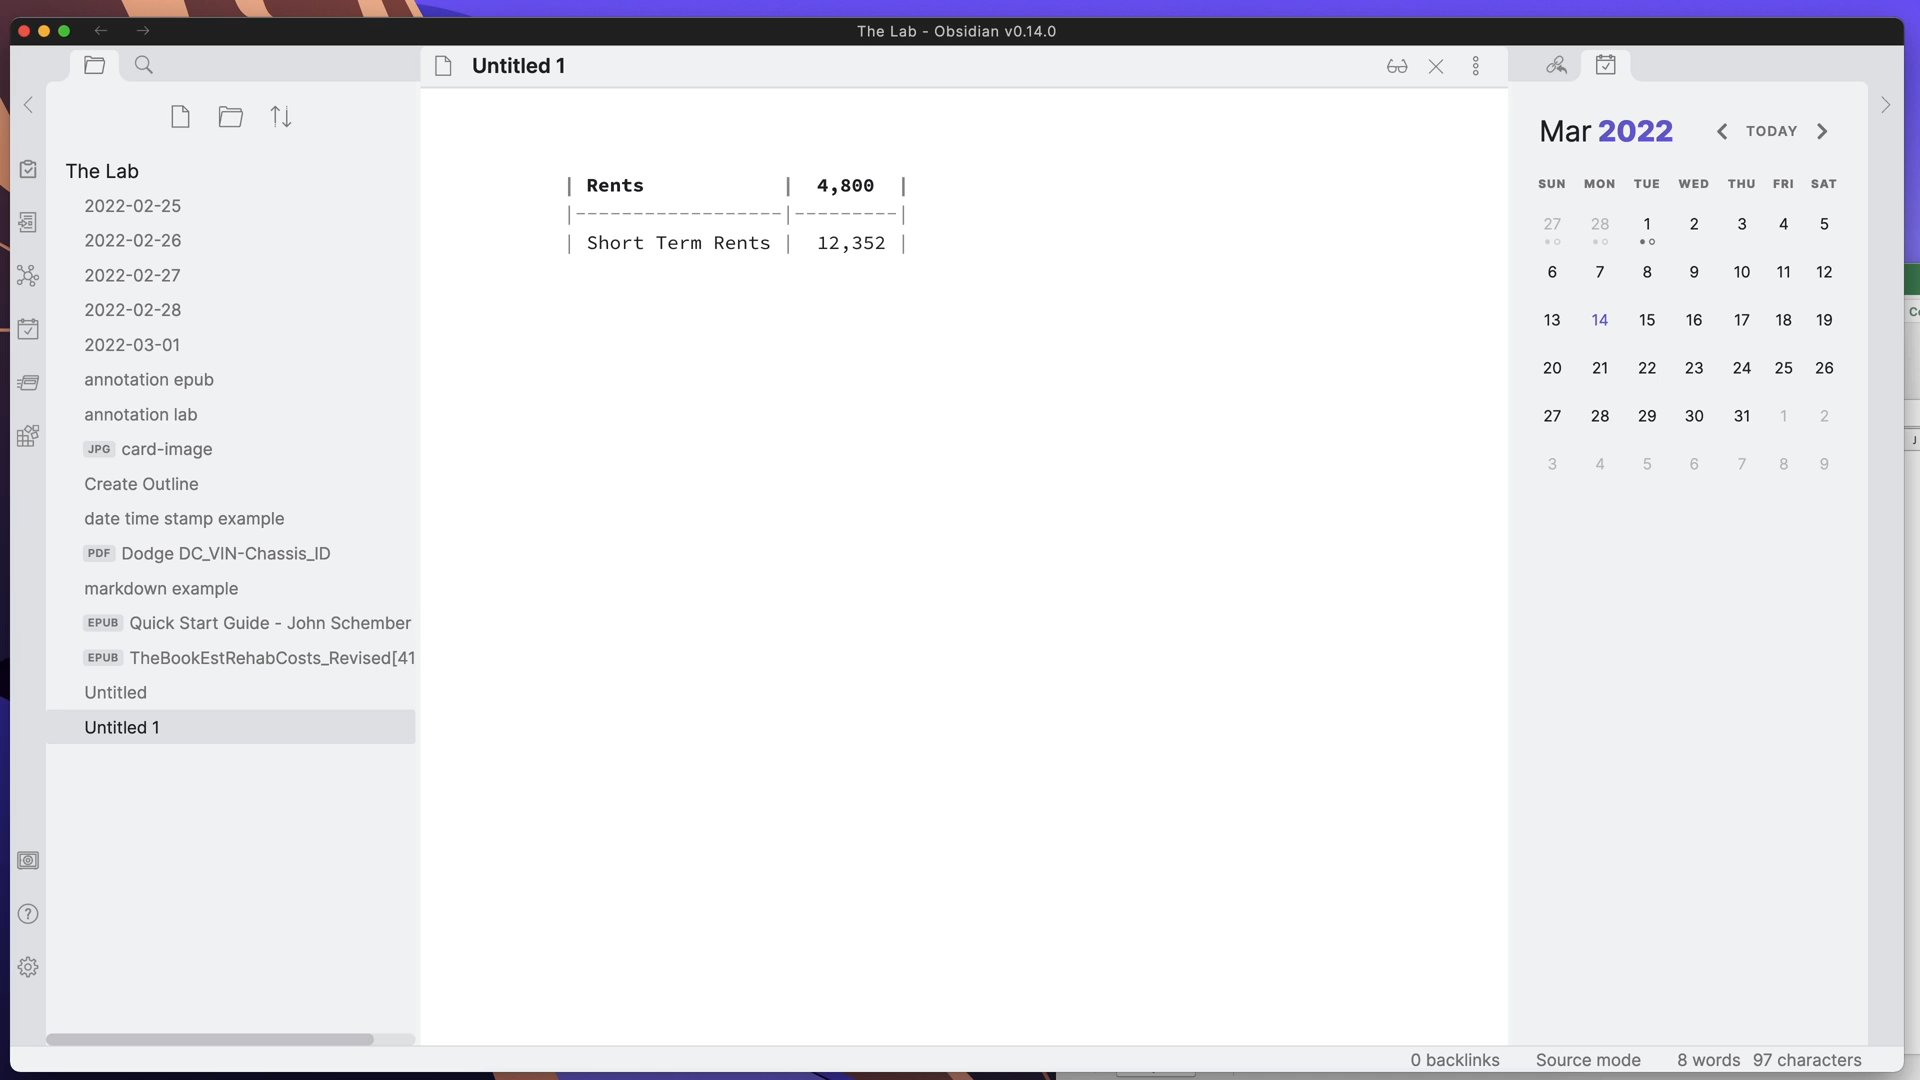 The Lab - Obsidian v0.14.0
Untitled 1
The Lab
2022-02-25
2022-02-26
2022-02-27
2022-02-28
2022-03-01
annotation epub
annotation lab
JPG card-image
Create Outline
date time stamp example
PDF Dodge DC_VIN-Chassis_ID
markdown example
EPUB Quick Start Guide - John Schember
EPUB TheBookEstRehabCosts_Revised[41
Untitled
Untitled 1
| Rents | 4,800 |
|------------------|---------|
| Short Term Rents | 12,352 |
Mar 2022
TODAY
SUN MON TUE WED THU FRI SAT
27 28 1 2 3 4 5
6 7 8 9 10 11 12
13 14 15 16 17 18 19
20 21 22 23 24 25 26
27 28 29 30 31 1 2
3 4 5 6 7 8 9
0 backlinks Source mode 8 words 97 characters